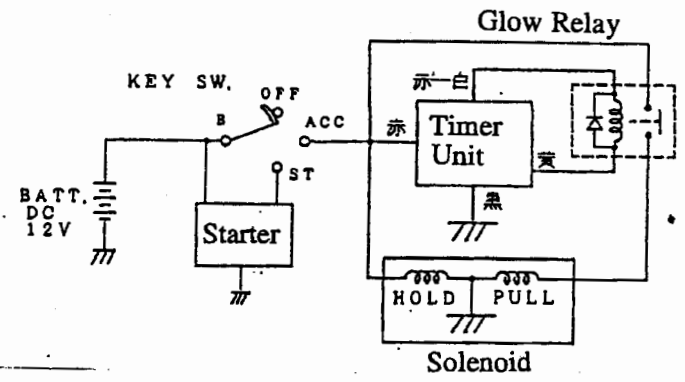 Glow Relay
KEY SW.
OFF
赤―白
B
ACC
赤
Timer
Unit
黄
ST
BATT.
DC
12V
黒
Starter
HOLD
PULL
Solenoid